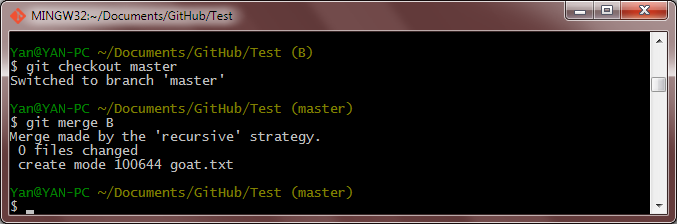 MINGW32:~/Documents/GitHub/Test
Yan@YAN-PC ~/Documents/GitHub/Test (B)
$ git checkout master
Switched to branch 'master'
Yan@YAN-PC ~/Documents/GitHub/Test (master)
$ git merge B
Merge made by the 'recursive' strategy.
 0 files changed
 create mode 100644 goat.txt
Yan@YAN-PC ~/Documents/GitHub/Test (master)
$